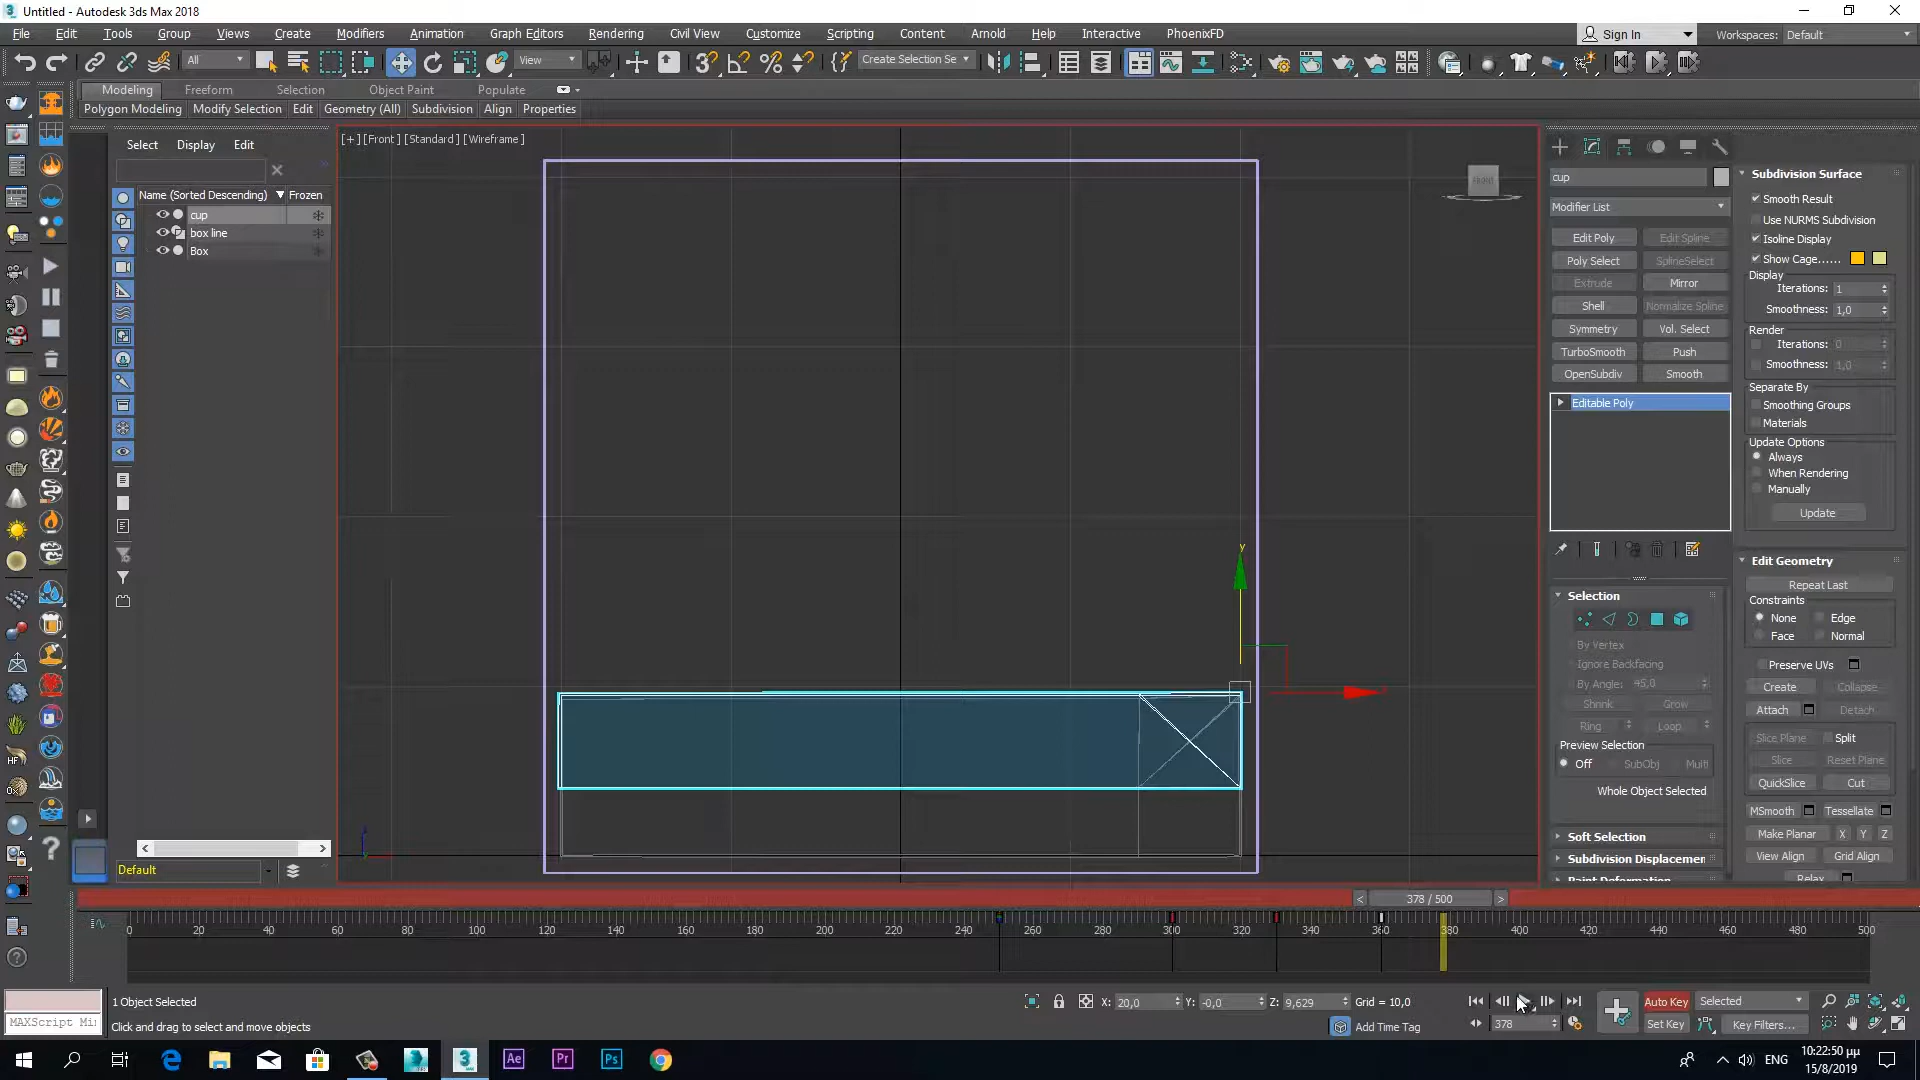 Untitled - Autodesk 3ds Max 2018
File Edit Tools Group Views Create Modifiers Animation Graph Editors Rendering Civil View Customize Scripting Content Arnold Help Interactive PhoenixFD Sign In Workspaces: Default
All View Create Selection Se
Modeling Freeform Selection Object Paint Populate
Polygon Modeling Modify Selection Edit Geometry (All) Subdivision Align Properties
Select Display Edit
[+] [Front] [Standard] [Wireframe]
FRONT
Name (Sorted Descending) Frozen
cup
box line
Box
cup
Modifier List
Edit Poly Edit Spline
Poly Select SplineSelect
Extrude Mirror
Shell Normalize Spline
Symmetry Vol. Select
TurboSmooth Push
OpenSubdiv Smooth
Editable Poly
Selection
By Vertex
Ignore Backfacing
By Angle: 45,0
Shrink Grow
Ring Loop
Preview Selection
Off SubObj Multi
Whole Object Selected
Soft Selection
Subdivision Displacemen
Paint Deformation
Subdivision Surface
Smooth Result
Use NURMS Subdivision
Isoline Display
Show Cage......
Display
Iterations: 1
Smoothness: 1,0
Render
Iterations: 0
Smoothness: 1,0
Separate By
Smoothing Groups
Materials
Update Options
Always
When Rendering
Manually
Update
Edit Geometry
Repeat Last
Constraints
None Edge
Face Normal
Preserve UVs
Create Collapse
Attach Detach
Slice Plane Split
Slice Reset Plane
QuickSlice Cut
MSmooth Tessellate
Make Planar X Y Z
View Align Grid Align
Relax
y
Default
378 / 500
0 20 40 60 80 100 120 140 160 180 200 220 240 260 280 300 320 340 360 380 400 420 440 460 480 500
1 Object Selected
X: 20,0 Y: -0,0 Z: 9,629 Grid = 10,0
Auto Key Selected
MAXScript Mi
Click and drag to select and move objects
Add Time Tag
378
Set Key Key Filters...
HF
3 Ae Pr Ps
ENG
10:22:50 μμ
15/8/2019